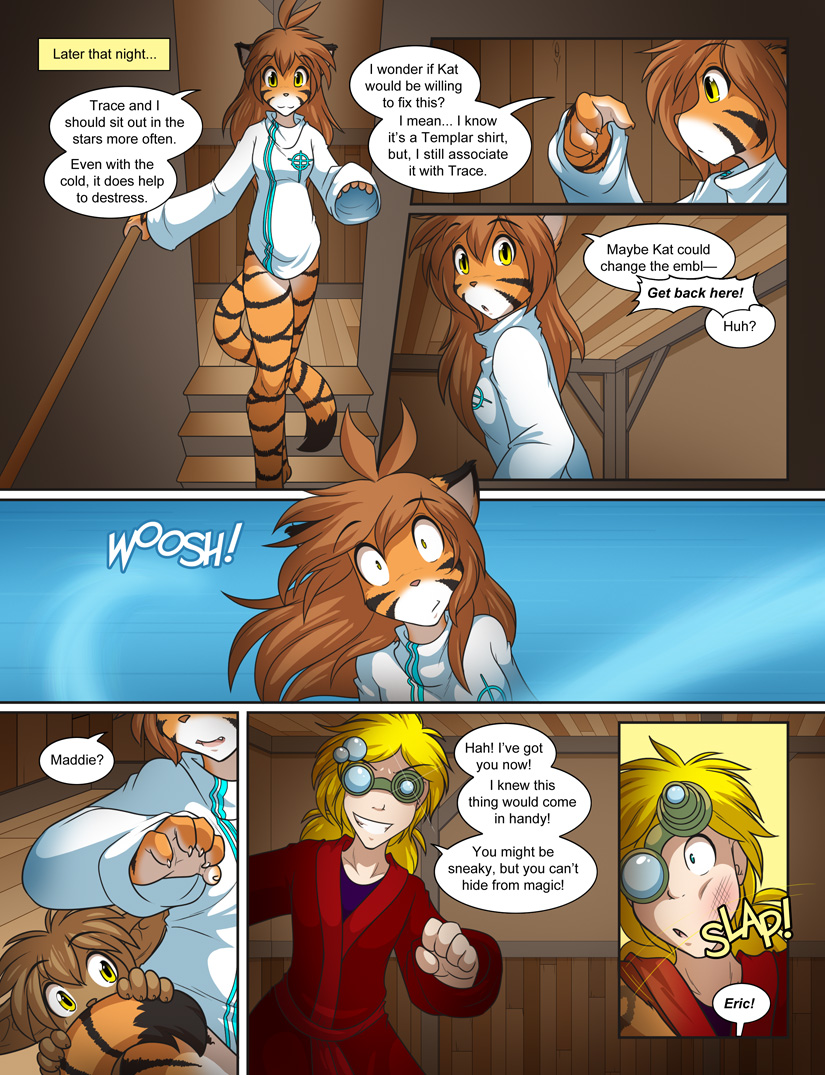 Later that night...
Trace and I
should sit out in the
stars more often.
Even with the
cold, it does help
to destress.
I wonder if Kat
would be willing
to fix this?
I mean... I know
it's a Templar shirt,
but, I still associate
it with Trace.
Maybe Kat could
change the embl—
Get back here!
Huh?
WOOSH!
Maddie?
Hah! I've got
you now!
I knew this
thing would come
in handy!
You might be
sneaky, but you can't
hide from magic!
SLAP!
Eric!